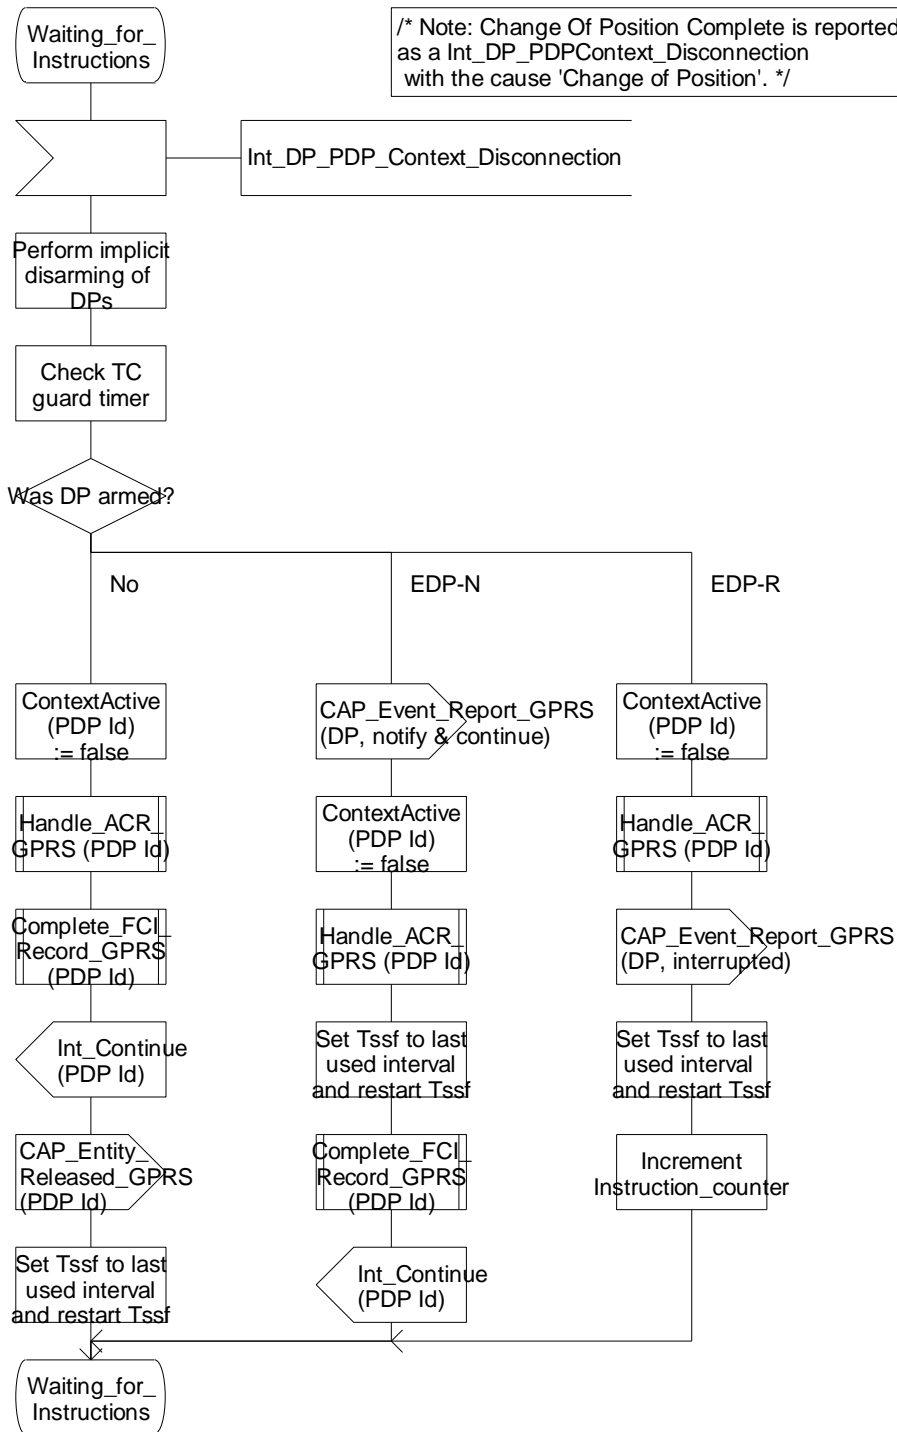 Waiting_for_
Instructions
/* Note: Change Of Position Complete is reported
as a Int_DP_PDPContext_Disconnection
with the cause 'Change of Position'. */
Int_DP_PDP_Context_Disconnection
Perform implicit
disarming of
DPs
Check TC
guard timer
Was DP armed?
No
EDP-N
EDP-R
ContextActive
(PDP Id)
:= false
CAP_Event_Report_GPRS
(DP, notify & continue)
ContextActive
(PDP Id)
:= false
Handle_ACR_
GPRS (PDP Id)
ContextActive
(PDP Id)
:= false
Handle_ACR_
GPRS (PDP Id)
Complete_FCI_
Record_GPRS
(PDP Id)
Handle_ACR_
GPRS (PDP Id)
CAP_Event_Report_GPRS
(DP, interrupted)
Int_Continue
(PDP Id)
Set Tssf to last
used interval
and restart Tssf
Set Tssf to last
used interval
and restart Tssf
CAP_Entity_
Released_GPRS
(PDP Id)
Complete_FCI_
Record_GPRS
(PDP Id)
Increment
Instruction_counter
Set Tssf to last
used interval
and restart Tssf
Int_Continue
(PDP Id)
Waiting_for_
Instructions